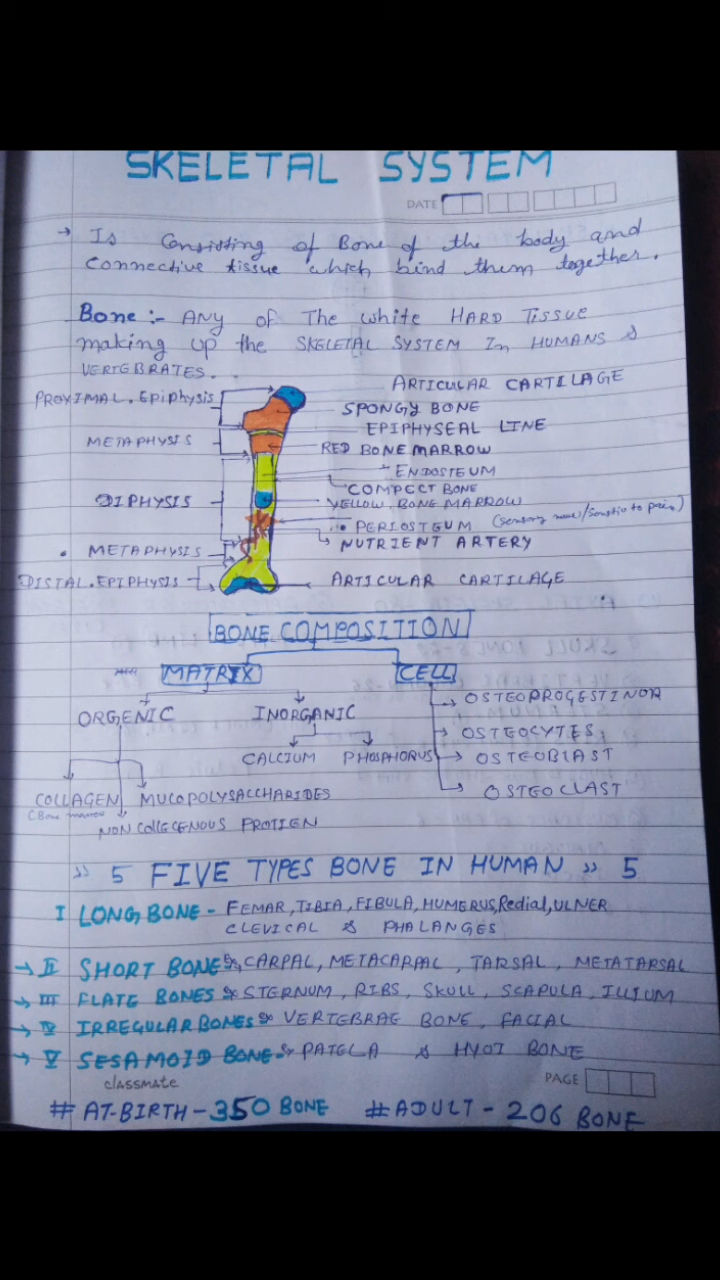 SKELETAL SYSTEM
DATE
→ Is Consisting of Bone of the body and
Connective tissue which bind them together.
Bone:- ANY of The white HARD TISSUE
making up the SKELETAL SYSTEM In HUMANS &
VERTEBRATES.
ARTICULAR CARTILAGE
PROXIMAL. Epiphysis
SPONGY BONE
EPIPHYSEAL LINE
METAPHYSIS
RED BONE MARROW
ENDOSTEUM
COMPECT BONE
DIPHYSIS
YELLOW BONE MARROW
• PERIOSTEUM (Sensory
NUTRIENT ARTERY
• METAPHYSIS
DISTAL. EPIPHYSIS
ARTICULAR CARTILAGE
BONE COMPOSITION
MATRIX CELL
ORGENIC INORGANIC
OSTEOPROGESTINOR
OSTEOCYTES
CALCIUM PHOSPHORUS
OSTEOBLAST
OSTEOCLAST
COLLAGEN MUCOPOLYSACCHARIDES
NON COLLEGENOUS PROTIEN
» 5 FIVE TYPES BONE IN HUMAN » 5
I LONG BONE - FEMAR, TIBIA, FIBULA, HUMERUS, Redial, ULNER
CLEVICAL & PHALANGES
→ II SHORT BONE :- CARPAL, METACARPAL, TARSAL, METATARSAL
→ III FLATE BONES :- STERNUM, RIBS, SKULL, SCAPULA, ILLIUM
→ IV IRREGULAR BONES :- VERTEBRAE BONE, FACIAL
→ V SESAMOID BONE :- PATELA & HYOI BONE
classmate
PAGE
# AT-BIRTH - 350 BONE # ADULT - 206 BONE